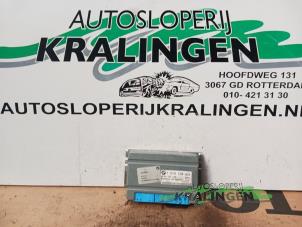 AUTOSLOPERIJ
KRALINGEN
HOOFDWEG 131
3067 GD ROTTERDAM
010- 421 31 30
AUTOSLOPERIJKRALINGEN.NL